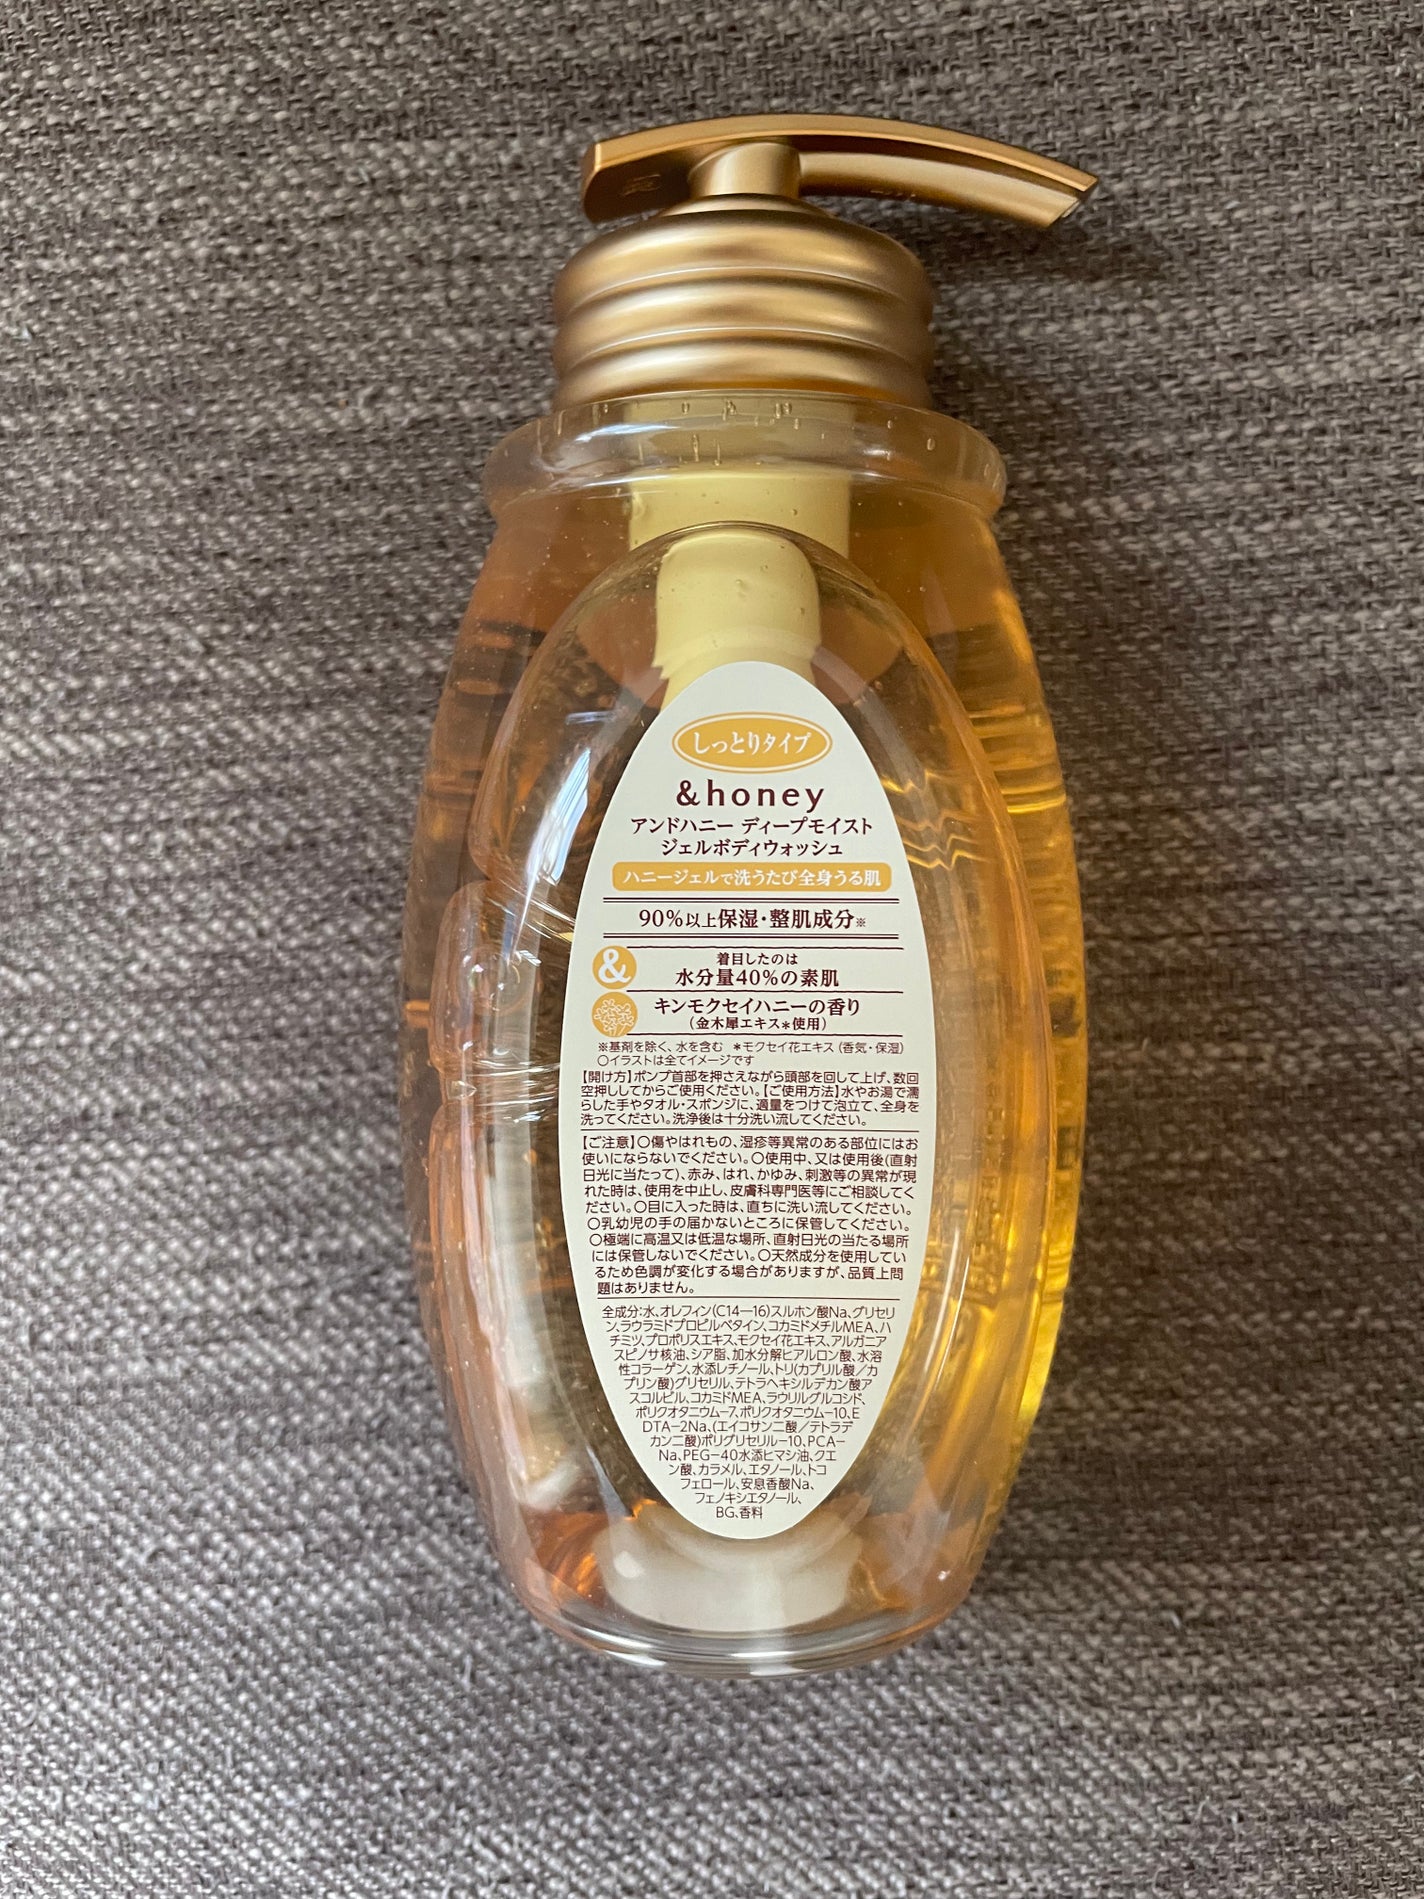 しっとりタイプ
&honey
アンドハニー ディープモイスト
ジェルボディウォッシュ
ハニージェルで洗うたび全身うる肌
90%以上保湿・整肌成分※
&
着目したのは
水分量40%の素肌
キンモクセイハニーの香り
(金木犀エキス*使用)
※基剤を除く、水を含む *モクセイ花エキス(香気・保湿)
○イラストは全てイメージです
【開け方】ポンプ首部を押さえながら頭部を回して上げ、数回
空押ししてからご使用ください。【ご使用方法】水やお湯で濡
らした手やタオル・スポンジに、適量をつけて泡立て、全身を
洗ってください。洗浄後は十分洗い流してください。
【ご注意】○傷やはれもの、湿疹等異常のある部位にはお
使いにならないでください。○使用中、又は使用後(直射
日光に当たって)、赤み、はれ、かゆみ、刺激等の異常が現
れた時は、使用を中止し、皮膚科専門医等にご相談してく
ださい。○目に入った時は、直ちに洗い流してください。
○乳幼児の手の届かないところに保管してください。
○極端に高温又は低温な場所、直射日光の当たる場所
には保管しないでください。○天然成分を使用してい
るため色調が変化する場合がありますが、品質上問
題はありません。
全成分:水、オレフィン(C14―16)スルホン酸Na、グリセリ
ン、ラウラミドプロピルベタイン、コカミドメチルMEA、ハ
チミツ、プロポリスエキス、モクセイ花エキス、アルガニア
スピノサ核油、シア脂、加水分解ヒアルロン酸、水溶
性コラーゲン、水添レチノール、トリ(カプリル酸/カ
プリン酸)グリセリル、テトラヘキシルデカン酸ア
スコルビル、コカミドMEA、ラウリルグルコシド、
ポリクオタニウム-7、ポリクオタニウム-10、E
DTA-2Na、(エイコサン二酸/テトラデ
カン二酸)ポリグリセリル-10、PCA-
Na、PEG-40水添ヒマシ油、クエ
ン酸、カラメル、エタノール、トコ
フェロール、安息香酸Na、
フェノキシエタノール、
BG、香料